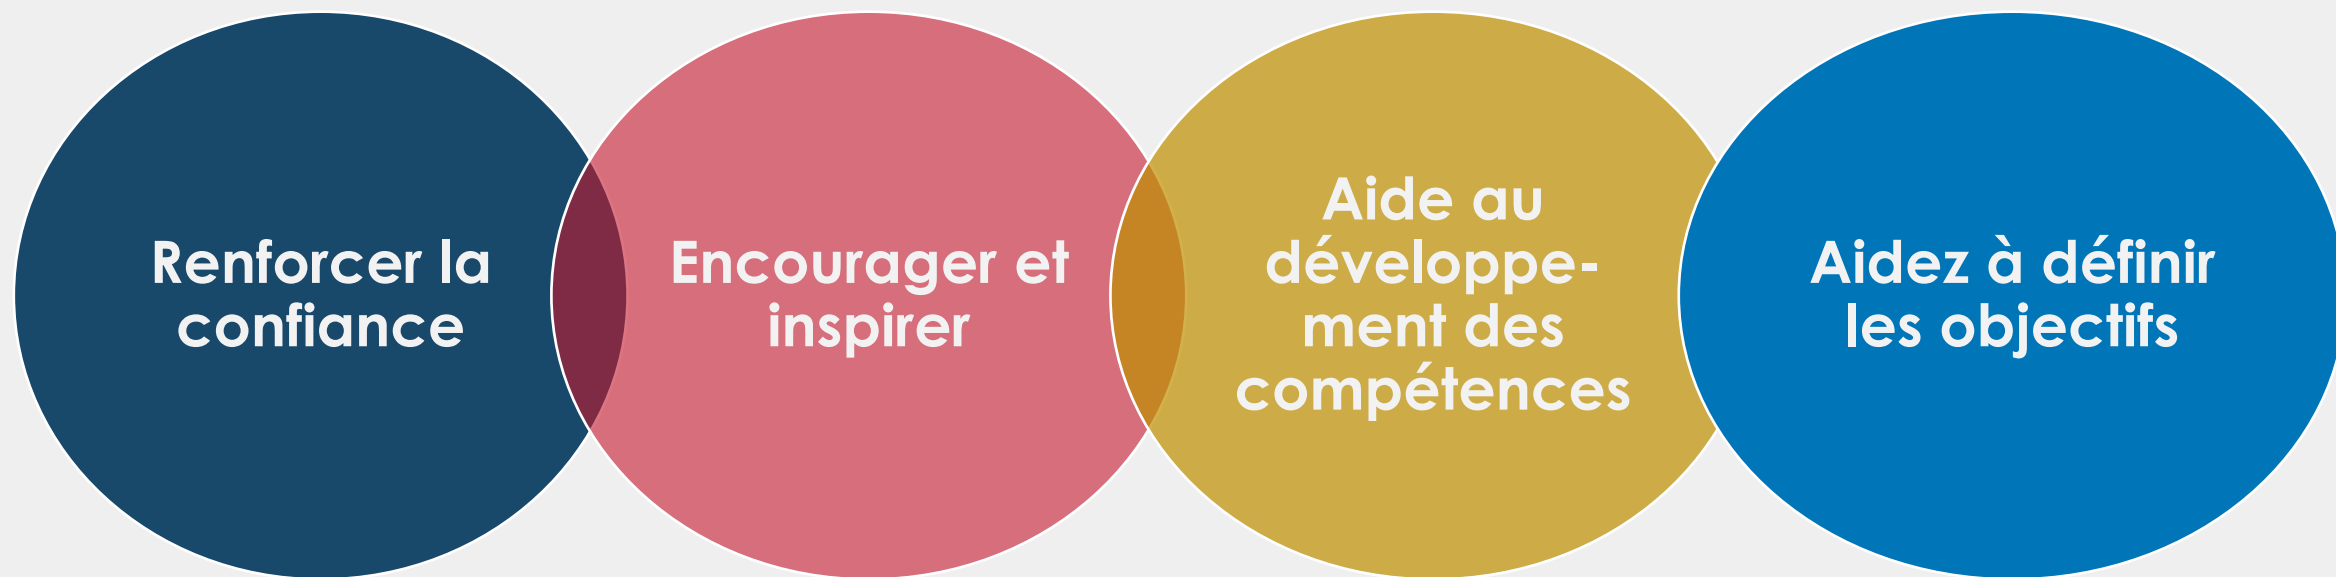 Renforcer la
confiance
Encourager et
inspirer
Aide au
développe-
ment des
compétences
Aidez à définir
les objectifs